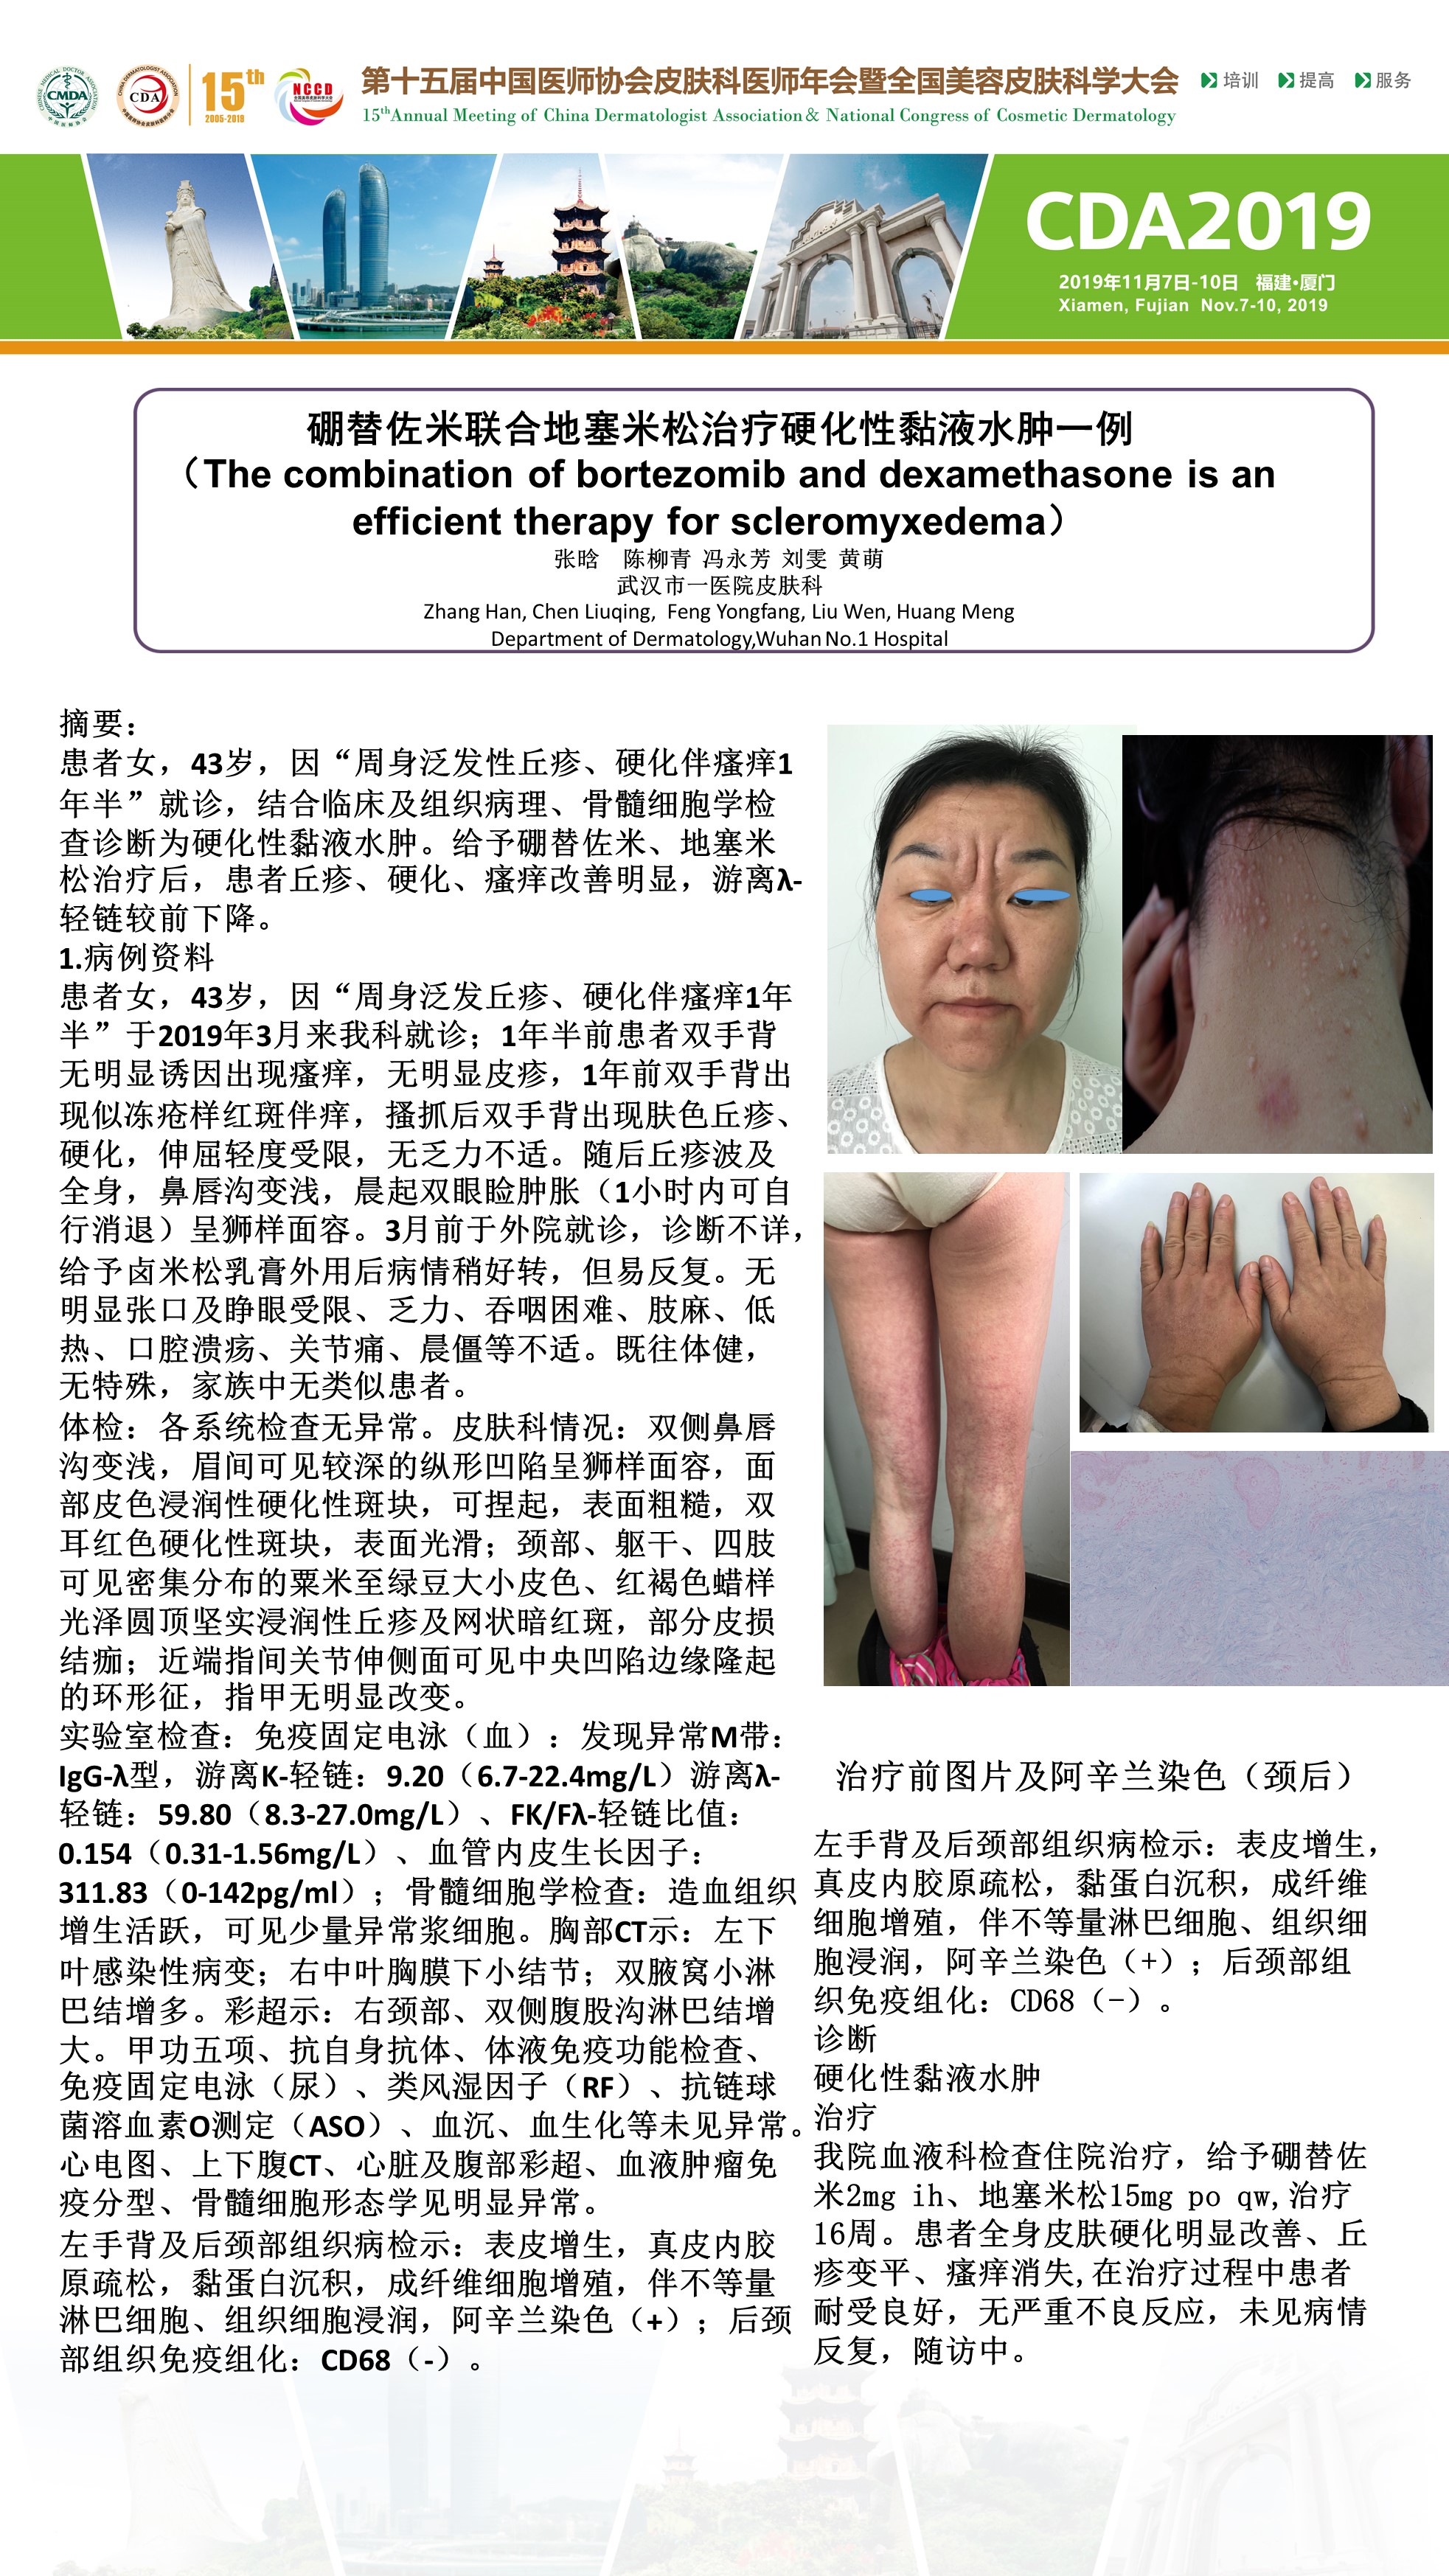 CHINESE MEDICAL DOCTOR ASSOCIATION
CMDA
CHINA DERMATOLOGIST ASSOCIATION
CDA
15th
2005-2019
NCCD
第十五届中国医师协会皮肤科医师年会暨全国美容皮肤科学大会
15thAnnual Meeting of China Dermatologist Association& National Congress of Cosmetic Dermatology
培训 提高 服务
CDA2019
2019年11月7日-10日 福建•厦门
Xiamen, Fujian Nov.7-10, 2019
硼替佐米联合地塞米松治疗硬化性黏液水肿一例
（The combination of bortezomib and dexamethasone is an
efficient therapy for scleromyxedema）
张晗 陈柳青 冯永芳 刘雯 黄萌
武汉市一医院皮肤科
Zhang Han, Chen Liuqing, Feng Yongfang, Liu Wen, Huang Meng
Department of Dermatology,Wuhan No.1 Hospital
摘要：
患者女，43岁，因“周身泛发性丘疹、硬化伴瘙痒1
年半”就诊，结合临床及组织病理、骨髓细胞学检
查诊断为硬化性黏液水肿。给予硼替佐米、地塞米
松治疗后，患者丘疹、硬化、瘙痒改善明显，游离λ-
轻链较前下降。
1.病例资料
患者女，43岁，因“周身泛发丘疹、硬化伴瘙痒1年
半”于2019年3月来我科就诊；1年半前患者双手背
无明显诱因出现瘙痒，无明显皮疹，1年前双手背出
现似冻疮样红斑伴痒，搔抓后双手背出现肤色丘疹、
硬化，伸屈轻度受限，无乏力不适。随后丘疹波及
全身，鼻唇沟变浅，晨起双眼睑肿胀（1小时内可自
行消退）呈狮样面容。3月前于外院就诊，诊断不详，
给予卤米松乳膏外用后病情稍好转，但易反复。无
明显张口及睁眼受限、乏力、吞咽困难、肢麻、低
热、口腔溃疡、关节痛、晨僵等不适。既往体健，
无特殊，家族中无类似患者。
体检：各系统检查无异常。皮肤科情况：双侧鼻唇
沟变浅，眉间可见较深的纵形凹陷呈狮样面容，面
部皮色浸润性硬化性斑块，可捏起，表面粗糙，双
耳红色硬化性斑块，表面光滑；颈部、躯干、四肢
可见密集分布的粟米至绿豆大小皮色、红褐色蜡样
光泽圆顶坚实浸润性丘疹及网状暗红斑，部分皮损
结痂；近端指间关节伸侧面可见中央凹陷边缘隆起
的环形征，指甲无明显改变。
实验室检查：免疫固定电泳（血）：发现异常M带：
IgG-λ型，游离K-轻链：9.20（6.7-22.4mg/L）游离λ-
轻链：59.80（8.3-27.0mg/L）、FK/Fλ-轻链比值：
0.154（0.31-1.56mg/L）、血管内皮生长因子：
311.83（0-142pg/ml）；骨髓细胞学检查：造血组织
增生活跃，可见少量异常浆细胞。胸部CT示：左下
叶感染性病变；右中叶胸膜下小结节；双腋窝小淋
巴结增多。彩超示：右颈部、双侧腹股沟淋巴结增
大。甲功五项、抗自身抗体、体液免疫功能检查、
免疫固定电泳（尿）、类风湿因子（RF）、抗链球
菌溶血素O测定（ASO）、血沉、血生化等未见异常。
心电图、上下腹CT、心脏及腹部彩超、血液肿瘤免
疫分型、骨髓细胞形态学见明显异常。
左手背及后颈部组织病检示：表皮增生，真皮内胶
原疏松，黏蛋白沉积，成纤维细胞增殖，伴不等量
淋巴细胞、组织细胞浸润，阿辛兰染色（+）；后颈
部组织免疫组化：CD68（-）。
治疗前图片及阿辛兰染色（颈后）
左手背及后颈部组织病检示：表皮增生，
真皮内胶原疏松，黏蛋白沉积，成纤维
细胞增殖，伴不等量淋巴细胞、组织细
胞浸润，阿辛兰染色（+）；后颈部组
织免疫组化：CD68（-）。
诊断
硬化性黏液水肿
治疗
我院血液科检查住院治疗，给予硼替佐
米2mg ih、地塞米松15mg po qw,治疗
16周。患者全身皮肤硬化明显改善、丘
疹变平、瘙痒消失,在治疗过程中患者
耐受良好，无严重不良反应，未见病情
反复，随访中。